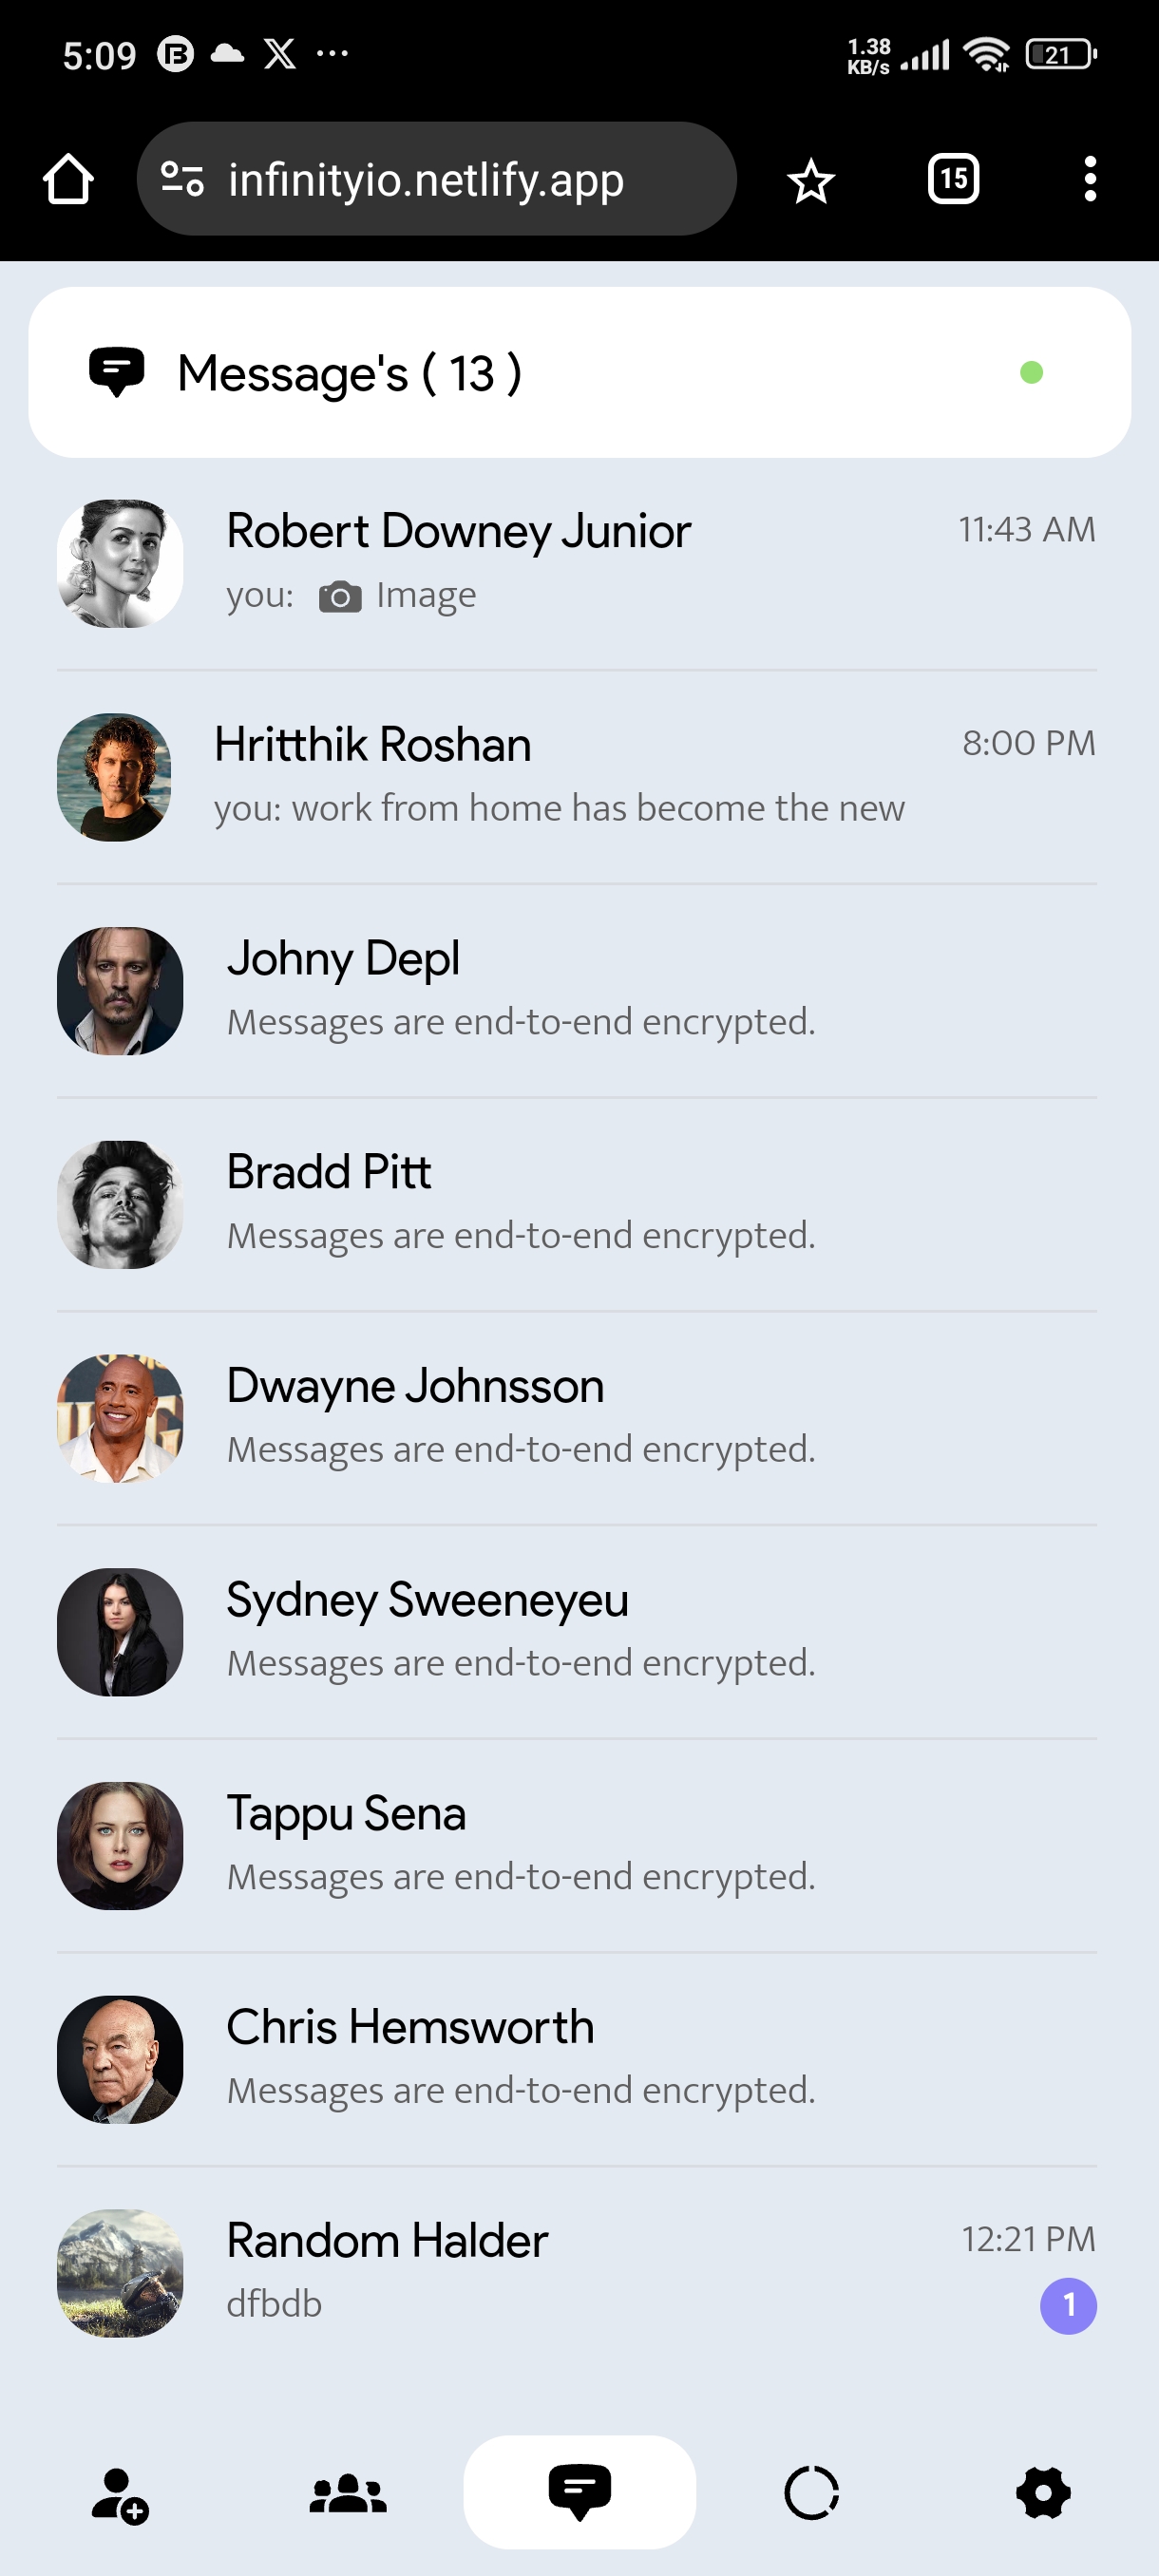 5:09
1.38 KB/s
21
infinityio.netlify.app
15
Message's ( 13 )
Robert Downey Junior
11:43 AM
you: Image
Hritthik Roshan
8:00 PM
you: work from home has become the new
Johny Depl
Messages are end-to-end encrypted.
Bradd Pitt
Messages are end-to-end encrypted.
Dwayne Johnsson
Messages are end-to-end encrypted.
Sydney Sweeneyeu
Messages are end-to-end encrypted.
Tappu Sena
Messages are end-to-end encrypted.
Chris Hemsworth
Messages are end-to-end encrypted.
Random Halder
12:21 PM
dfbdb
1